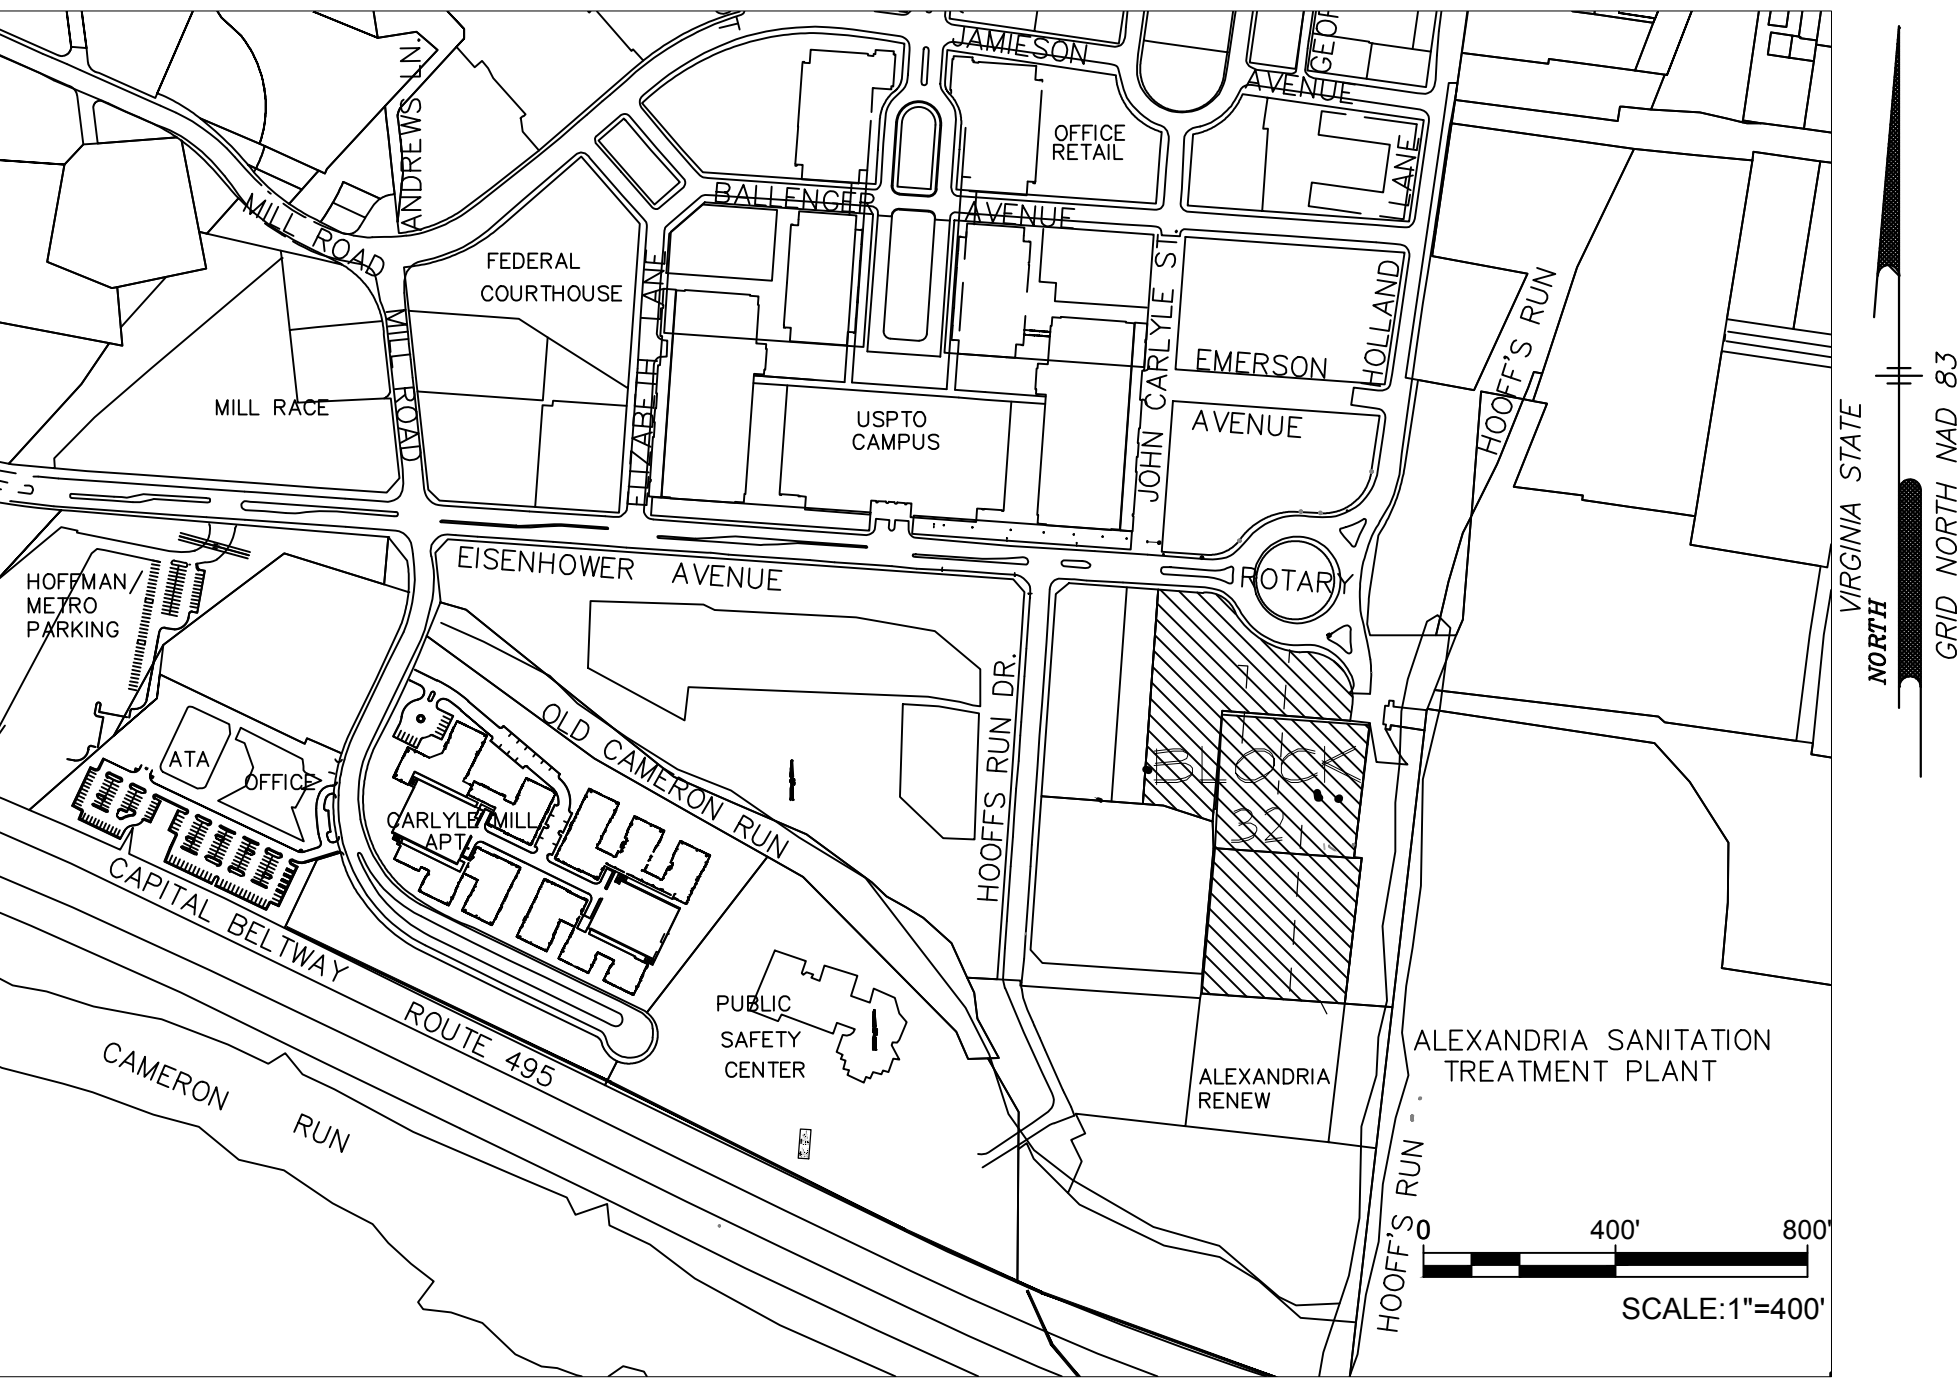 JAMIESON
AVENUE
ANDREWS LN.
OFFICE
RETAIL
LANE
MILL ROAD
BALLENGER
AVENUE
FEDERAL
COURTHOUSE
LANE
JOHN CARLYLE ST.
HOLLAND
HOOFF'S RUN
MILL ROAD
EMERSON
AVENUE
MILL RACE
USPTO
CAMPUS
VIRGINIA STATE
GRID NORTH NAD 83
NORTH
EISENHOWER AVENUE
ROTARY
HOFFMAN/
METRO
PARKING
HOOFFS RUN DR.
OLD CAMERON RUN
ATA
OFFICE
BLOCK
32
CARLYLE MILL
APT.
CAPITAL BELTWAY ROUTE 495
PUBLIC
SAFETY
CENTER
CAMERON RUN
ALEXANDRIA
RENEW
ALEXANDRIA SANITATION
TREATMENT PLANT
HOOFF'S RUN
0 400' 800'
SCALE:1"=400'